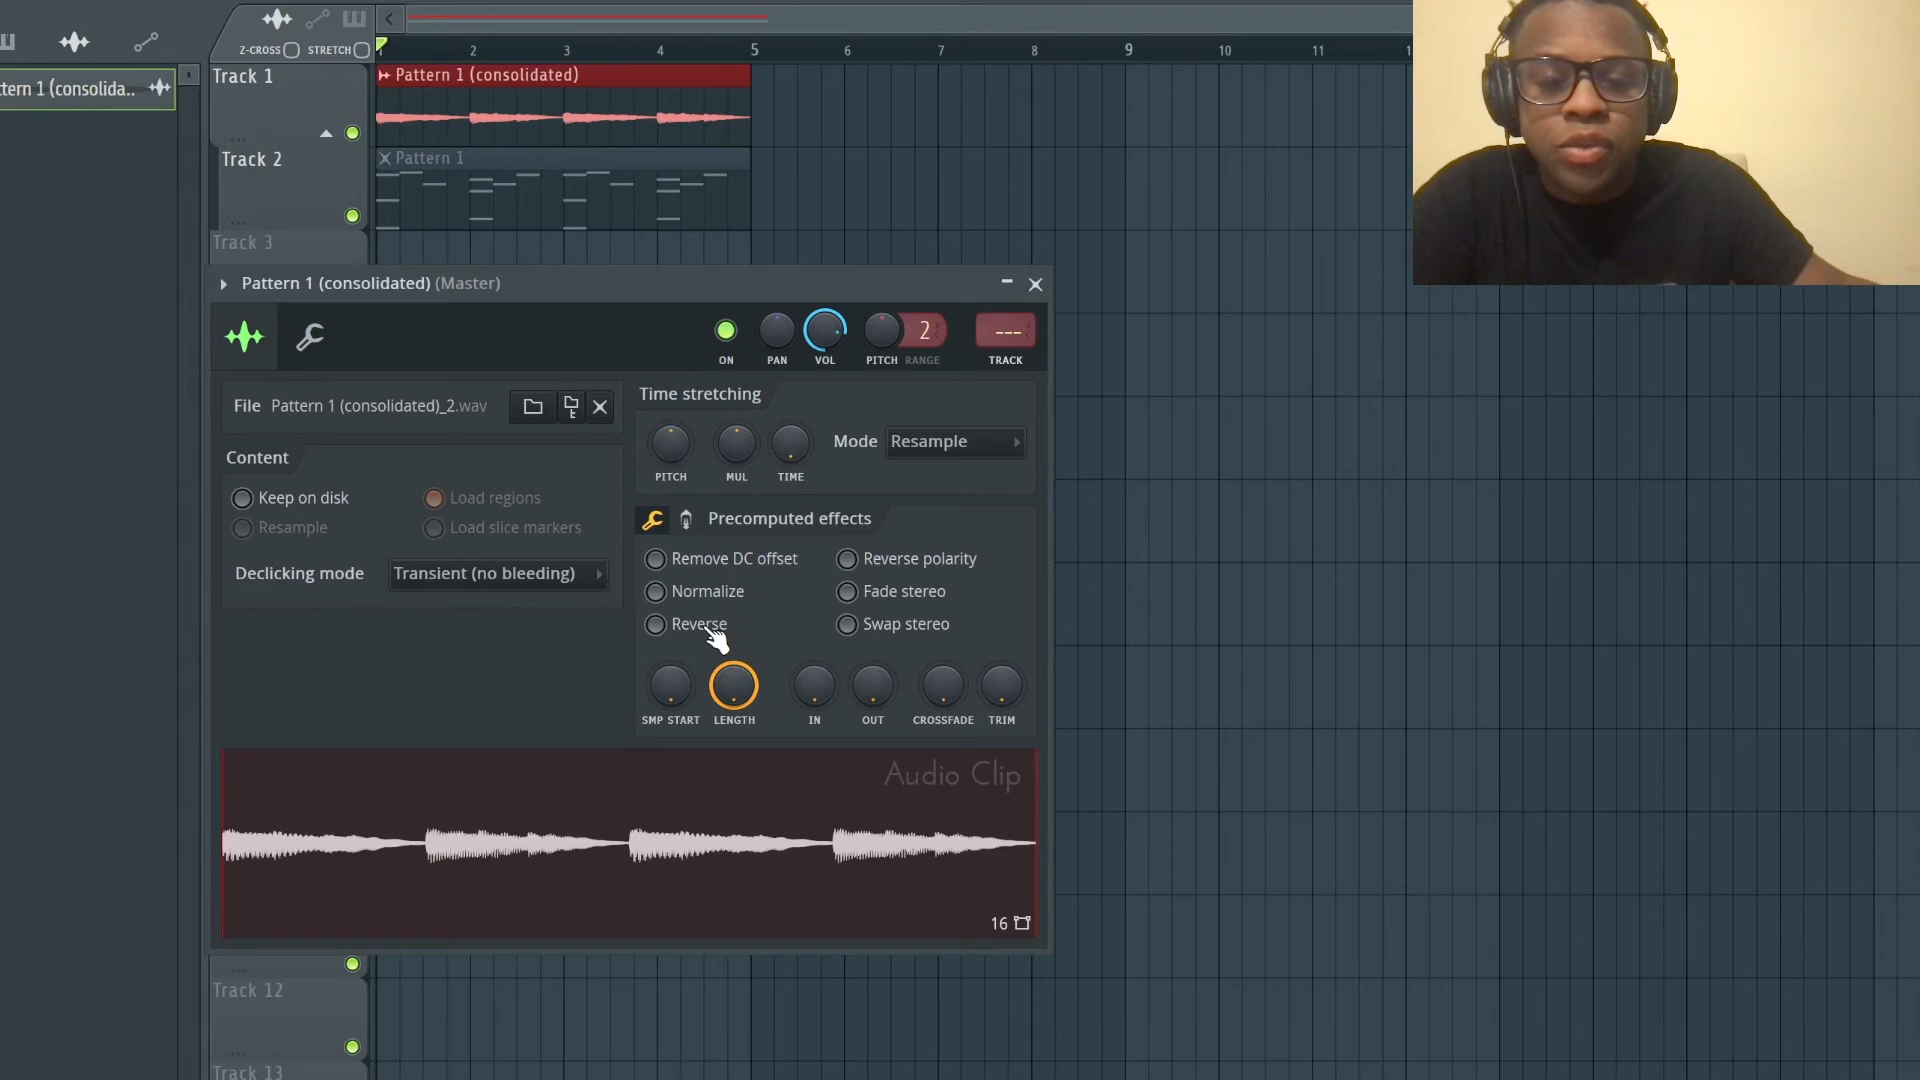 Z-CROSS STRETCH
1 2 3 4 5 6 7 8 9 10 11
tern 1 (consolida..
Track 1
Pattern 1 (consolidated)
Track 2
Pattern 1
Track 3
Pattern 1 (consolidated) (Master)
2
---
ON PAN VOL PITCH RANGE TRACK
File Pattern 1 (consolidated)_2.wav
Time stretching
Mode Resample
PITCH MUL TIME
Content
Keep on disk Load regions
Resample Load slice markers
Declicking mode Transient (no bleeding)
Precomputed effects
Remove DC offset Reverse polarity
Normalize Fade stereo
Reverse Swap stereo
SMP START LENGTH IN OUT CROSSFADE TRIM
Audio Clip
16
Track 12
Track 13